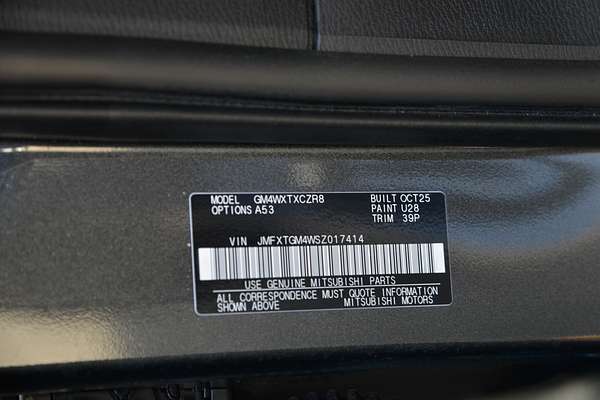 MODEL GM4WXTXCZR8 BUILT OCT25
OPTIONS A53 PAINT U28
TRIM 39P
VIN JMFXTGM4WSZ017414
USE GENUINE MITSUBISHI PARTS
ALL CORRESPONDENCE MUST QUOTE INFORMATION
SHOWN ABOVE MITSUBISHI MOTORS